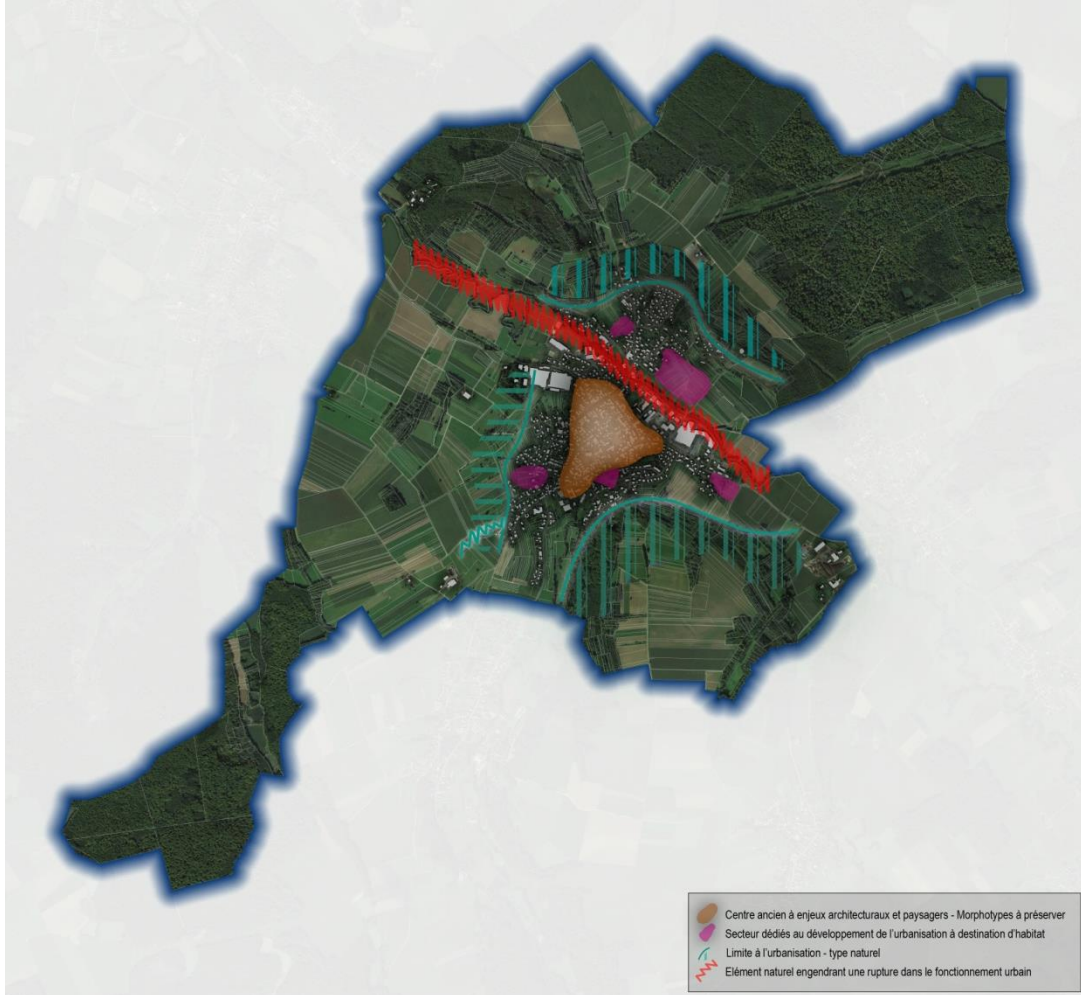 Centre ancien à enjeux architecturaux et paysagers - Morphotypes à préserver
Secteur dédiés au développement de l'urbanisation à destination d'habitat
Limite à l'urbanisation - type naturel
Elément naturel engendrant une rupture dans le fonctionnement urbain